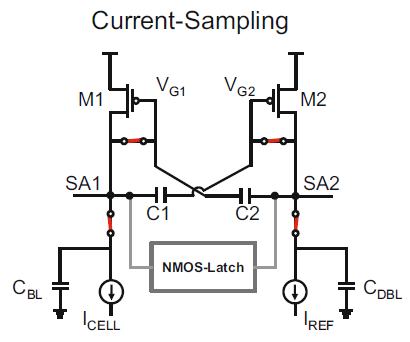 Current-Sampling
M1
VG1
VG2
M2
SA1
C1
C2
SA2
NMOS-Latch
CBL
ICELL
IREF
CDBL